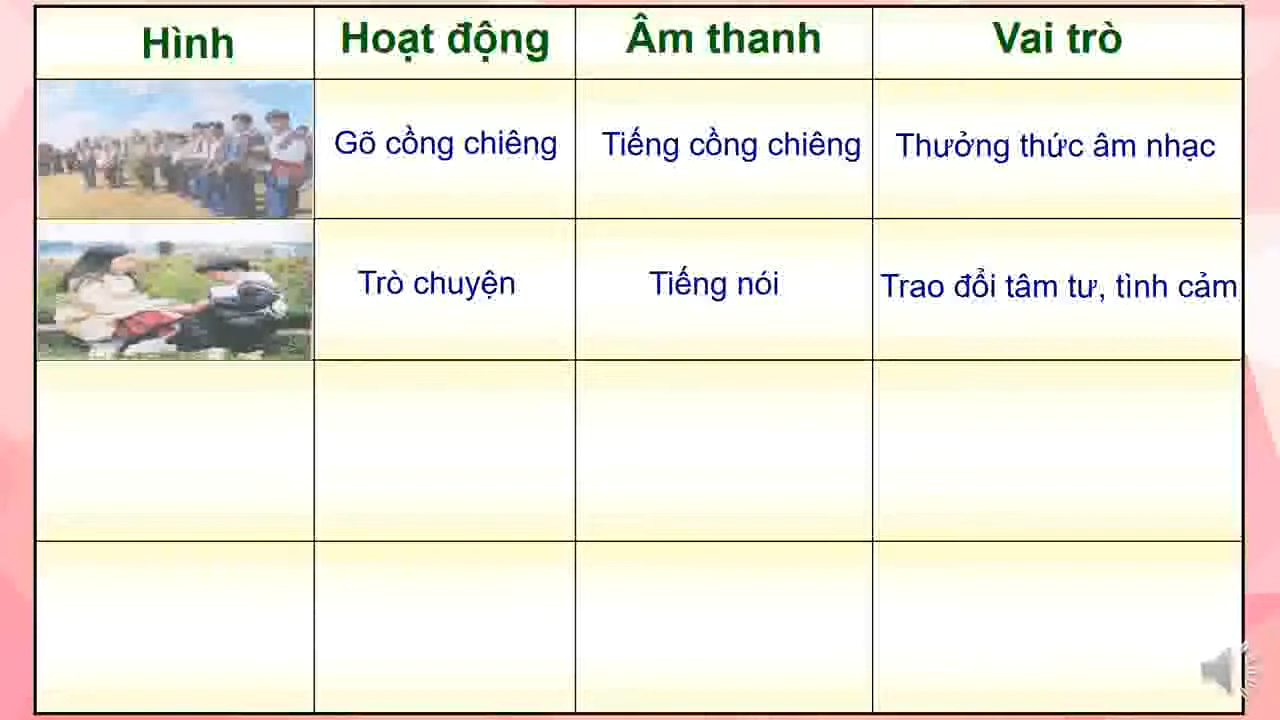 Hình Hoạt động Âm thanh Vai trò
Gõ cồng chiêng Tiếng cồng chiêng Thưởng thức âm nhạc
Trò chuyện Tiếng nói Trao đổi tâm tư, tình cảm